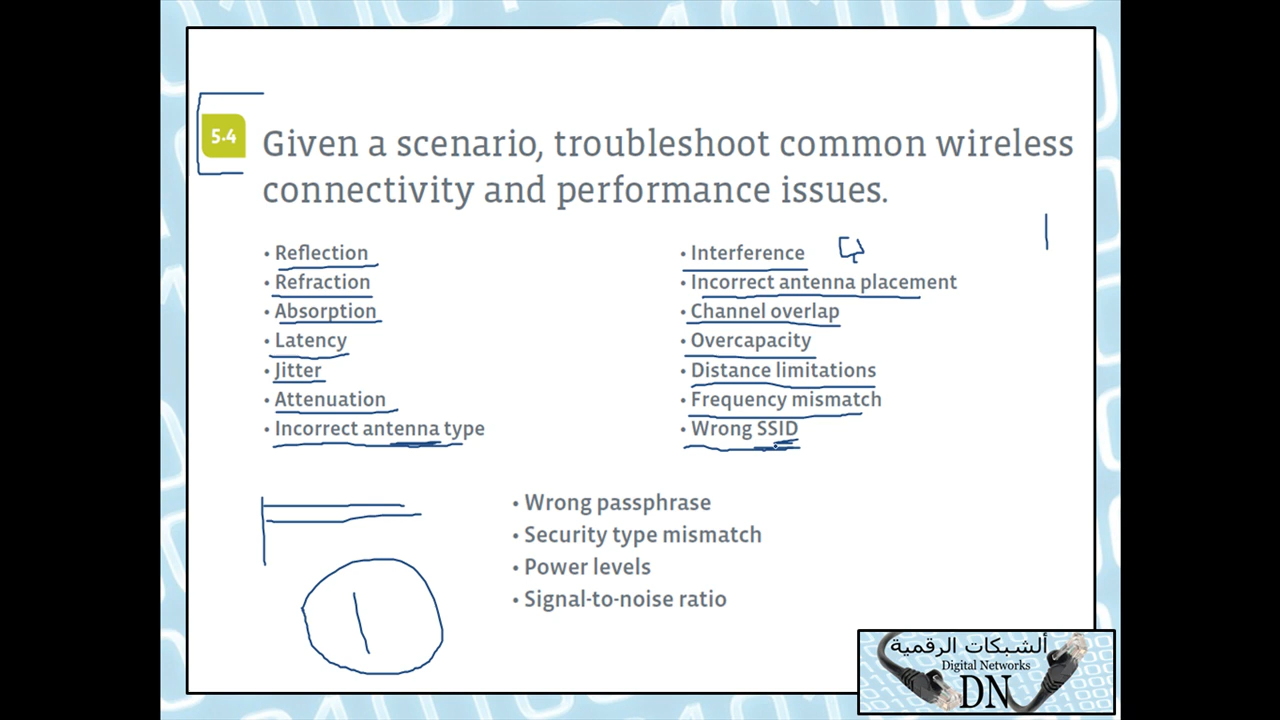 5.4
Given a scenario, troubleshoot common wireless
connectivity and performance issues.
• Reflection
• Refraction
• Absorption
• Latency
• Jitter
• Attenuation
• Incorrect antenna type
• Interference
• Incorrect antenna placement
• Channel overlap
• Overcapacity
• Distance limitations
• Frequency mismatch
• Wrong SSID
• Wrong passphrase
• Security type mismatch
• Power levels
• Signal-to-noise ratio
ألشبكات الرقمية
Digital Networks
DN